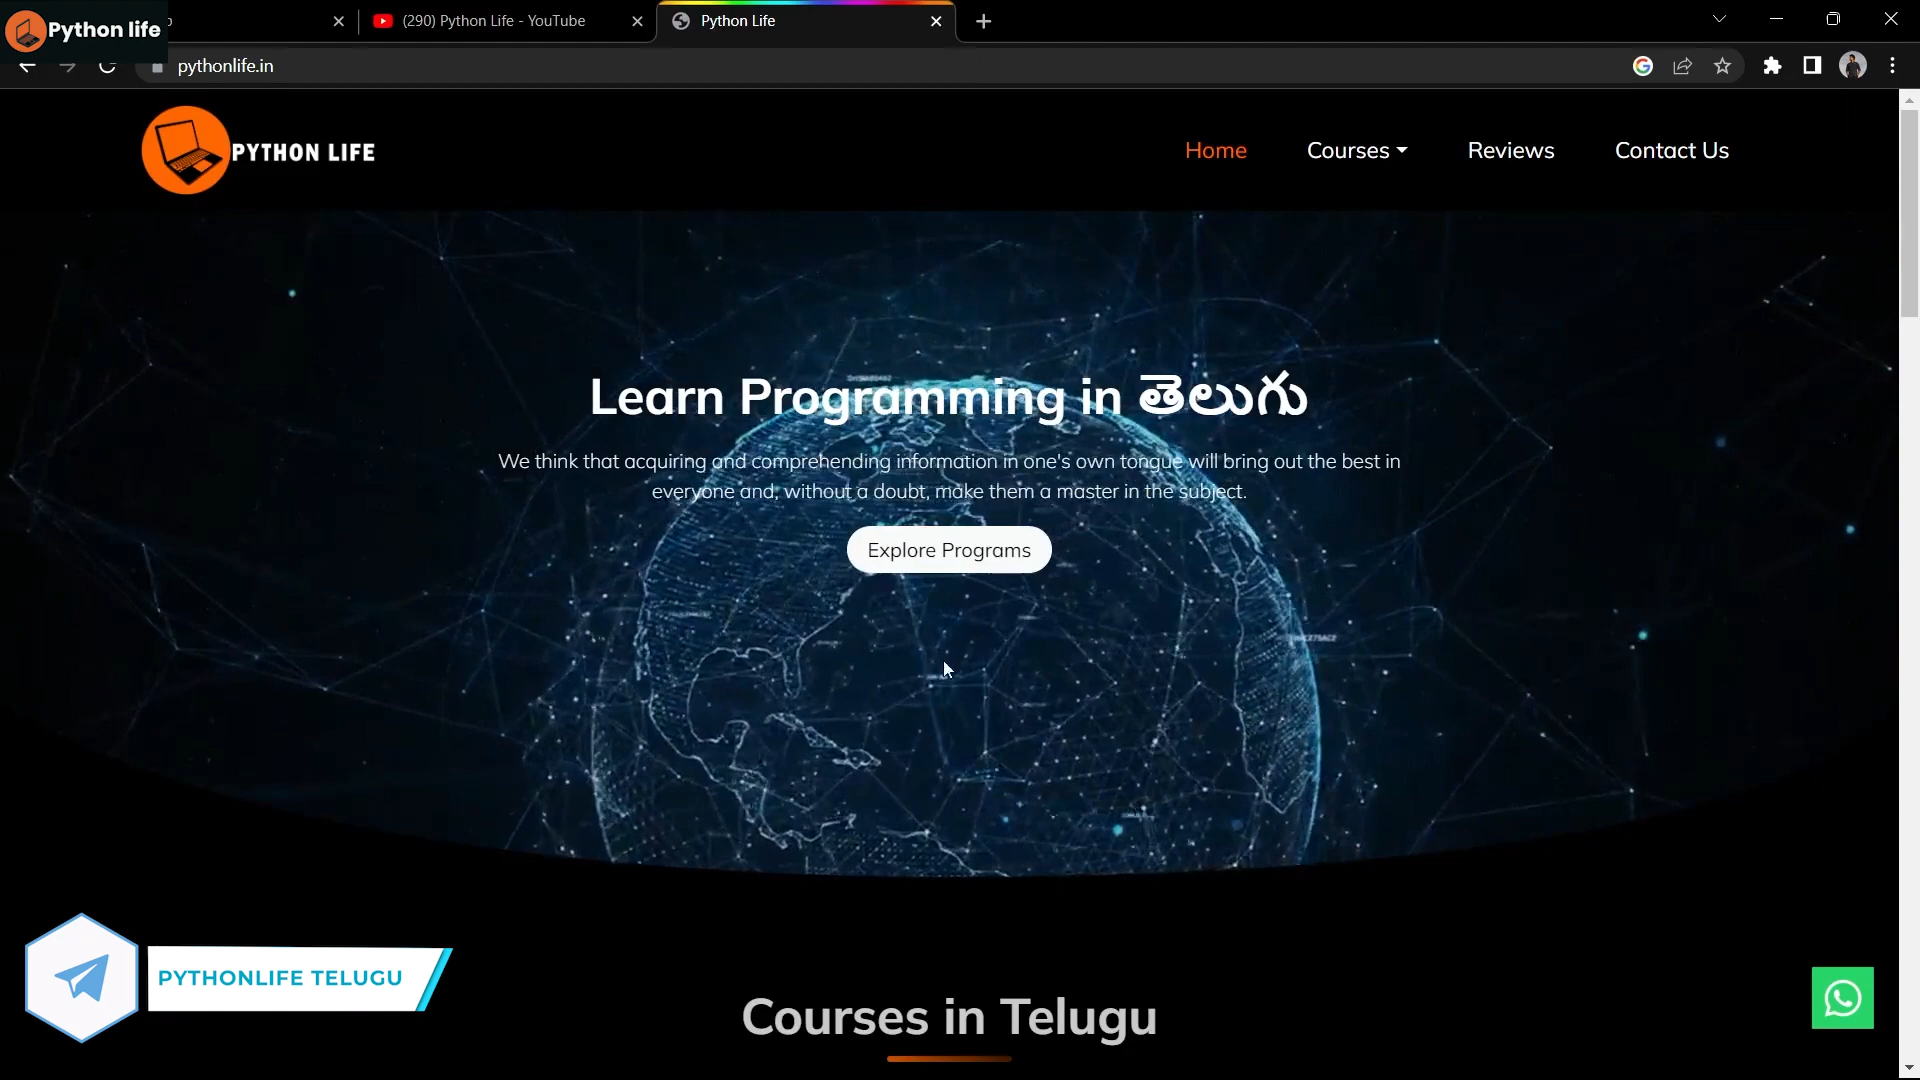 Python life
(290) Python Life - YouTube
Python Life
pythonlife.in
PYTHON LIFE
Home
Courses
Reviews
Contact Us
Learn Programming in తెలుగు
We think that acquiring and comprehending information in one's own tongue will bring out the best in
everyone and, without a doubt, make them a master in the subject.
Explore Programs
PYTHONLIFE TELUGU
Courses in Telugu